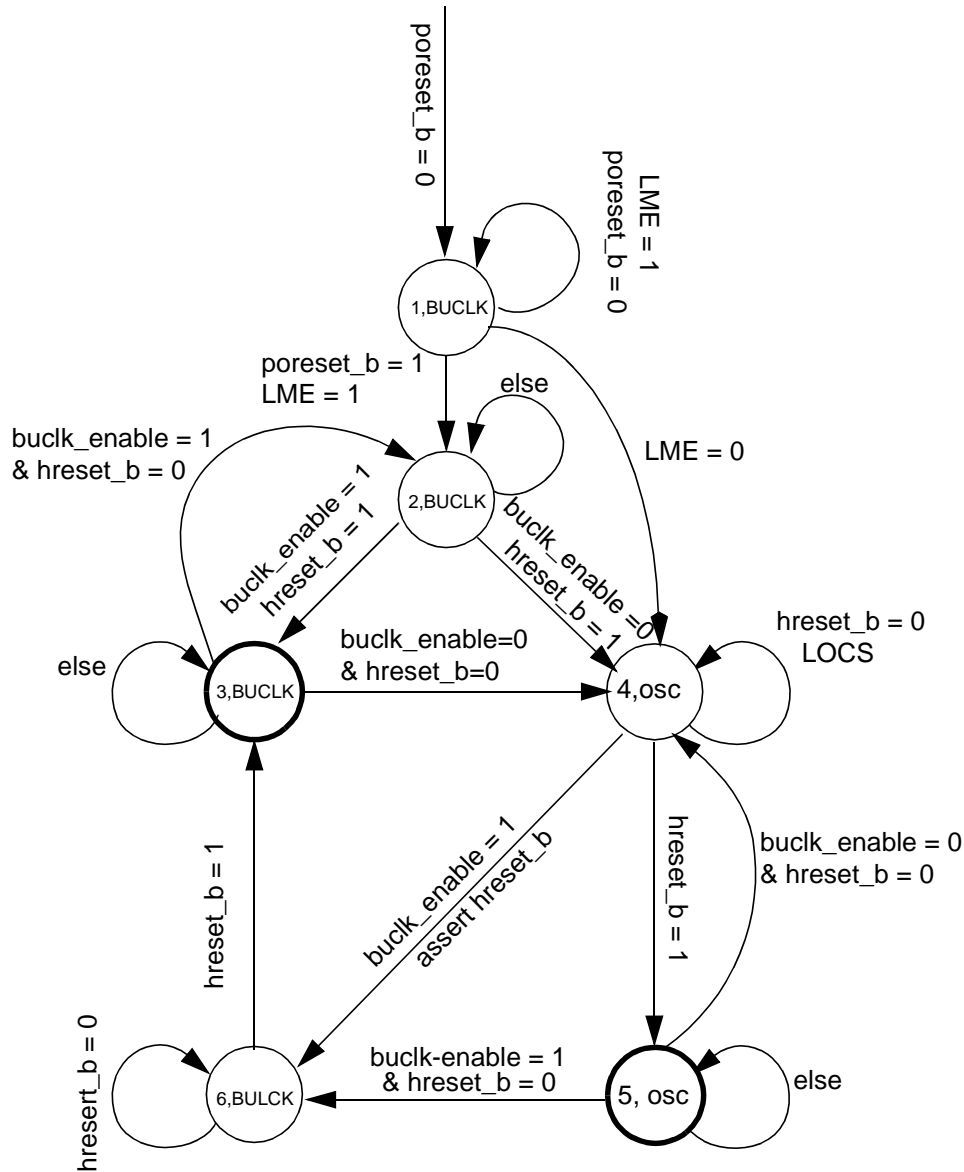 poreset_b = 0
LME = 1
poreset_b = 0
1,BUCLK
poreset_b = 1
LME = 1
else
buclk_enable = 1
& hreset_b = 0
LME = 0
2,BUCLK
buclk_enable = 1
hreset_b = 1
buclk_enable =0
hreset_b = 1
hreset_b = 0
LOCS
buclk_enable=0
& hreset_b=0
else
3,BUCLK
4,osc
buclk_enable = 1
assert hreset_b
hreset_b = 1
buclk_enable = 0
& hreset_b = 0
hreset_b = 1
hresert_b = 0
buclk-enable = 1
& hreset_b = 0
6,BULCK
5, osc
else